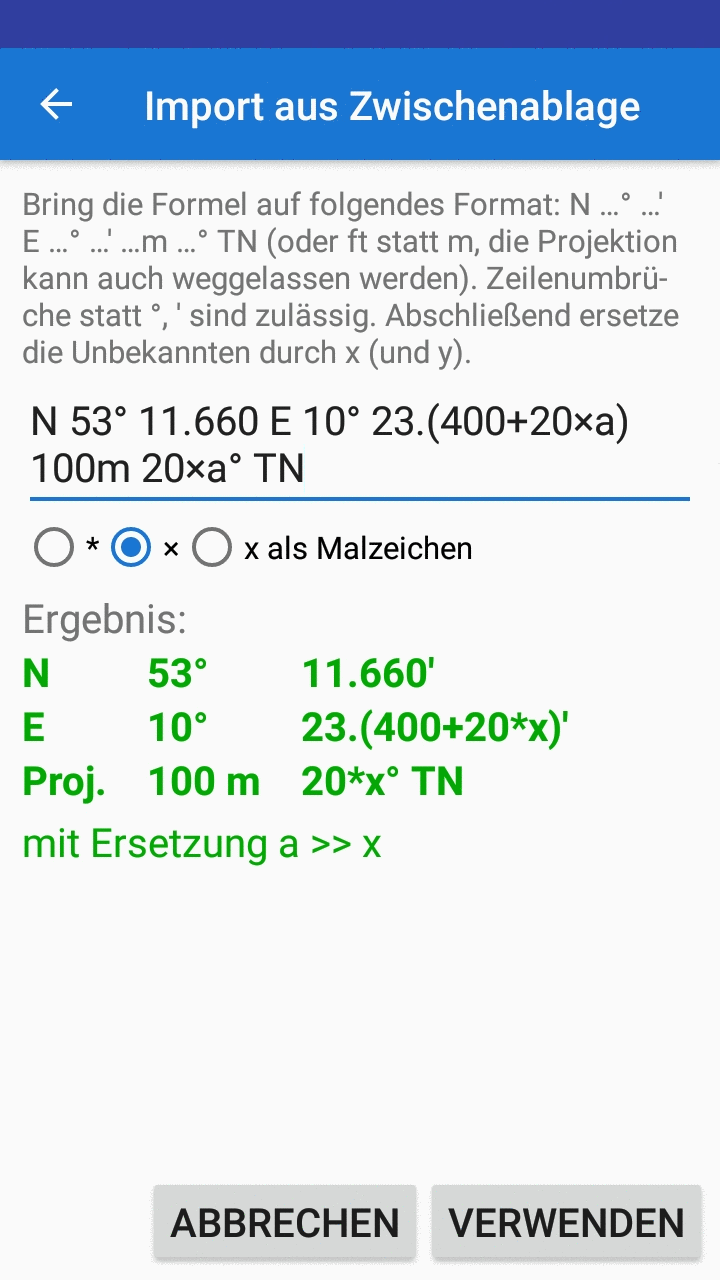 Import aus Zwischenablage
Bring die Formel auf folgendes Format: N ...° ...'
E ...° ...' ...m ...° TN (oder ft statt m, die Projektion
kann auch weggelassen werden). Zeilenumbrü-
che statt °, ' sind zulässig. Abschließend ersetze
die Unbekannten durch x (und y).
N 53° 11.660 E 10° 23.(400+20×a)
100m 20×a° TN
* × x als Malzeichen
Ergebnis:
N 53° 11.660'
E 10° 23.(400+20*x)'
Proj. 100 m 20*x° TN
mit Ersetzung a >> x
ABBRECHEN VERWENDEN